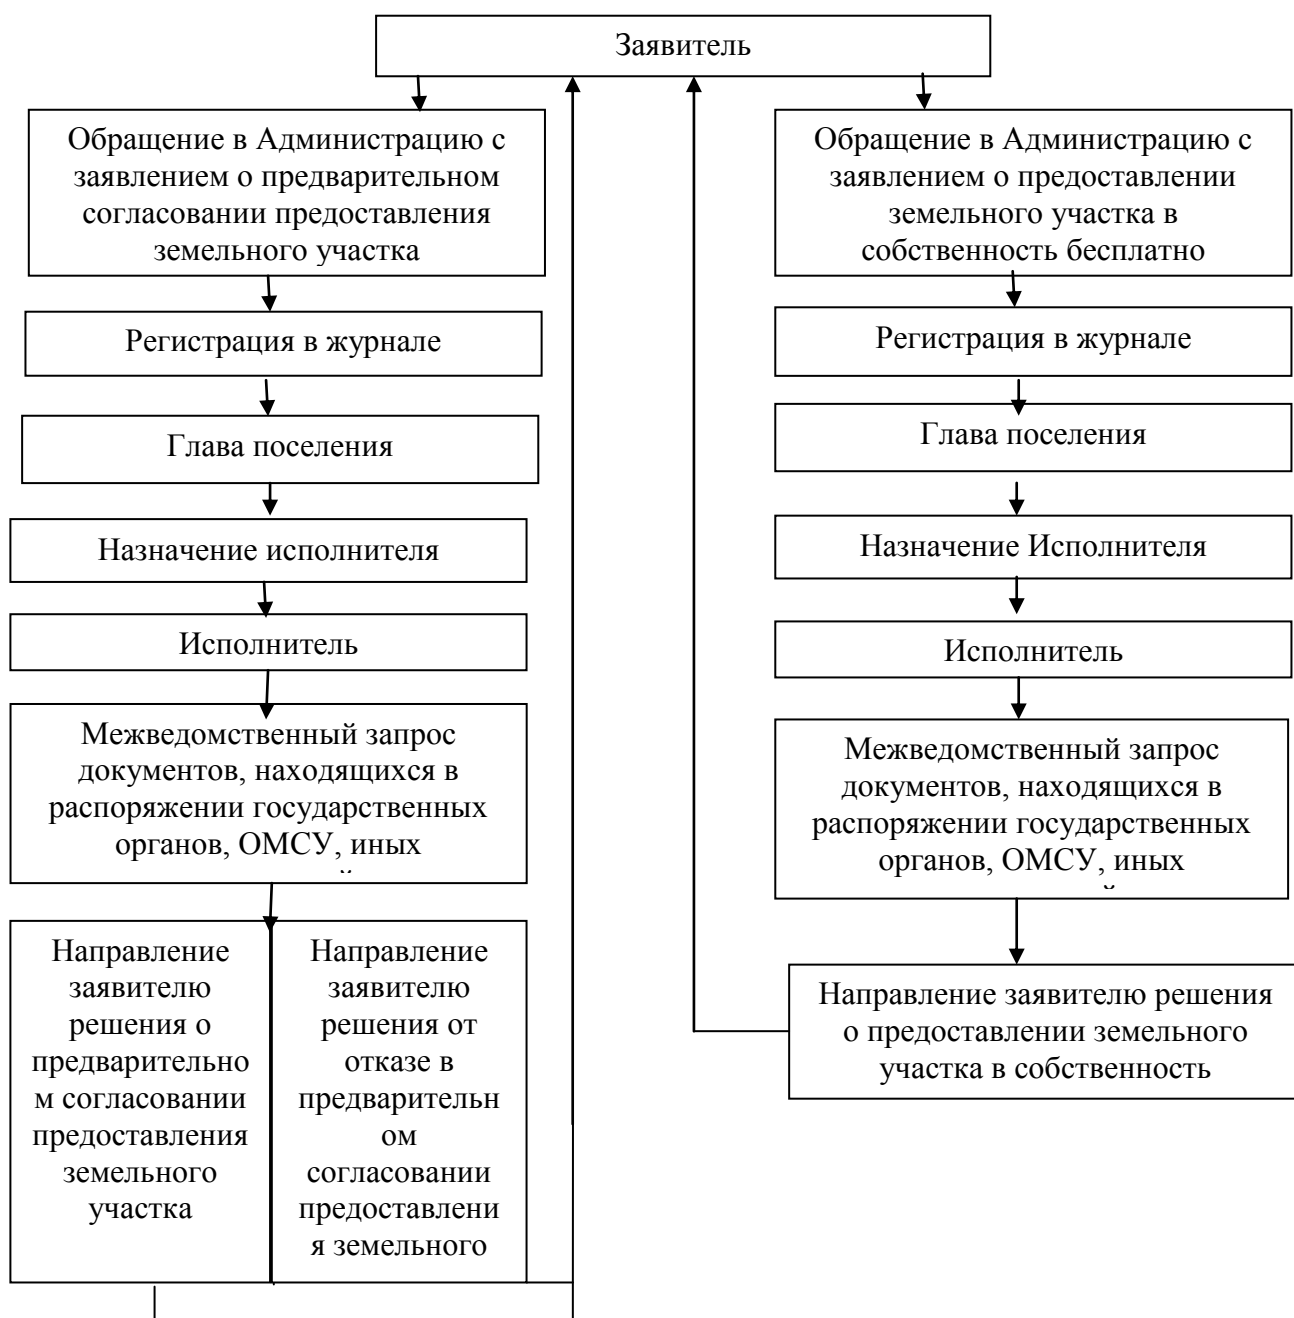 Заявитель
Обращение в Администрацию с
заявлением о предварительном
согласовании предоставления
земельного участка
Регистрация в журнале
Глава поселения
Назначение исполнителя
Исполнитель
Межведомственный запрос
документов, находящихся в
распоряжении государственных
органов, ОМСУ, иных
Направление
заявителю
решения о
предварительно
м согласовании
предоставления
земельного
участка
Направление
заявителю
решения от
отказе в
предварительн
ом
согласовании
предоставлени
я земельного
Обращение в Администрацию с
заявлением о предоставлении
земельного участка в
собственность бесплатно
Регистрация в журнале
Глава поселения
Назначение Исполнителя
Исполнитель
Межведомственный запрос
документов, находящихся в
распоряжении государственных
органов, ОМСУ, иных
Направление заявителю решения
о предоставлении земельного
участка в собственность